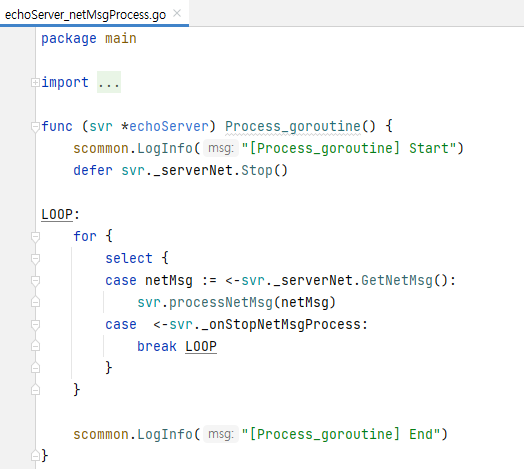 echoServer_netMsgProcess.go
package main
import ...
func (svr *echoServer) Process_goroutine() {
    scommon.LogInfo( msg: "[Process_goroutine] Start")
    defer svr._serverNet.Stop()
LOOP:
    for {
        select {
        case netMsg := <-svr._serverNet.GetNetMsg():
            svr.processNetMsg(netMsg)
        case  <-svr._onStopNetMsgProcess:
            break LOOP
        }
    }
    scommon.LogInfo( msg: "[Process_goroutine] End")
}